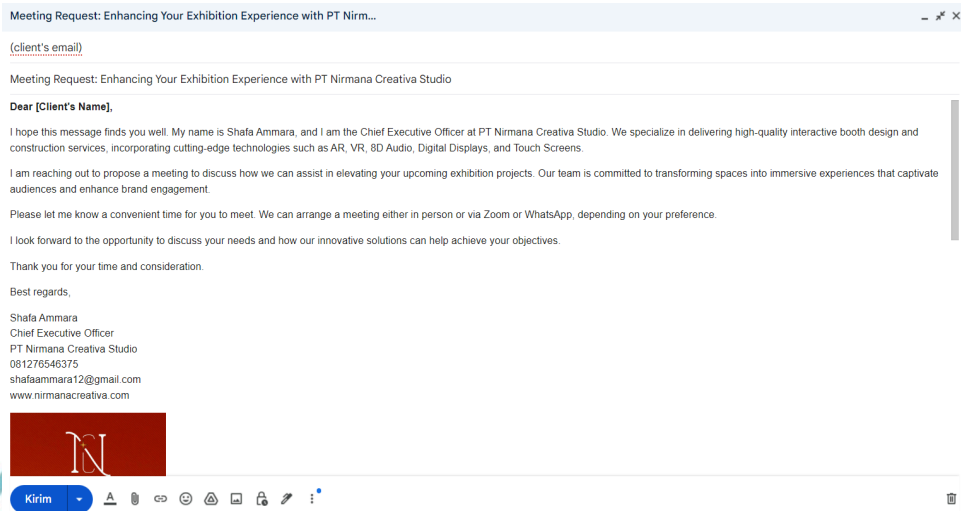 Meeting Request: Enhancing Your Exhibition Experience with PT Nirm...
(client's email)
Meeting Request: Enhancing Your Exhibition Experience with PT Nirmana Creativa Studio
Dear [Client's Name],
I hope this message finds you well. My name is Shafa Ammara, and I am the Chief Executive Officer at PT Nirmana Creativa Studio. We specialize in delivering high-quality interactive booth design and
construction services, incorporating cutting-edge technologies such as AR, VR, 8D Audio, Digital Displays, and Touch Screens.
I am reaching out to propose a meeting to discuss how we can assist in elevating your upcoming exhibition projects. Our team is committed to transforming spaces into immersive experiences that captivate
audiences and enhance brand engagement.
Please let me know a convenient time for you to meet. We can arrange a meeting either in person or via Zoom or WhatsApp, depending on your preference.
I look forward to the opportunity to discuss your needs and how our innovative solutions can help achieve your objectives.
Thank you for your time and consideration.
Best regards,
Shafa Ammara
Chief Executive Officer
PT Nirmana Creativa Studio
081276546375
shafaammara12@gmail.com
www.nirmanacreativa.com
N
Kirim